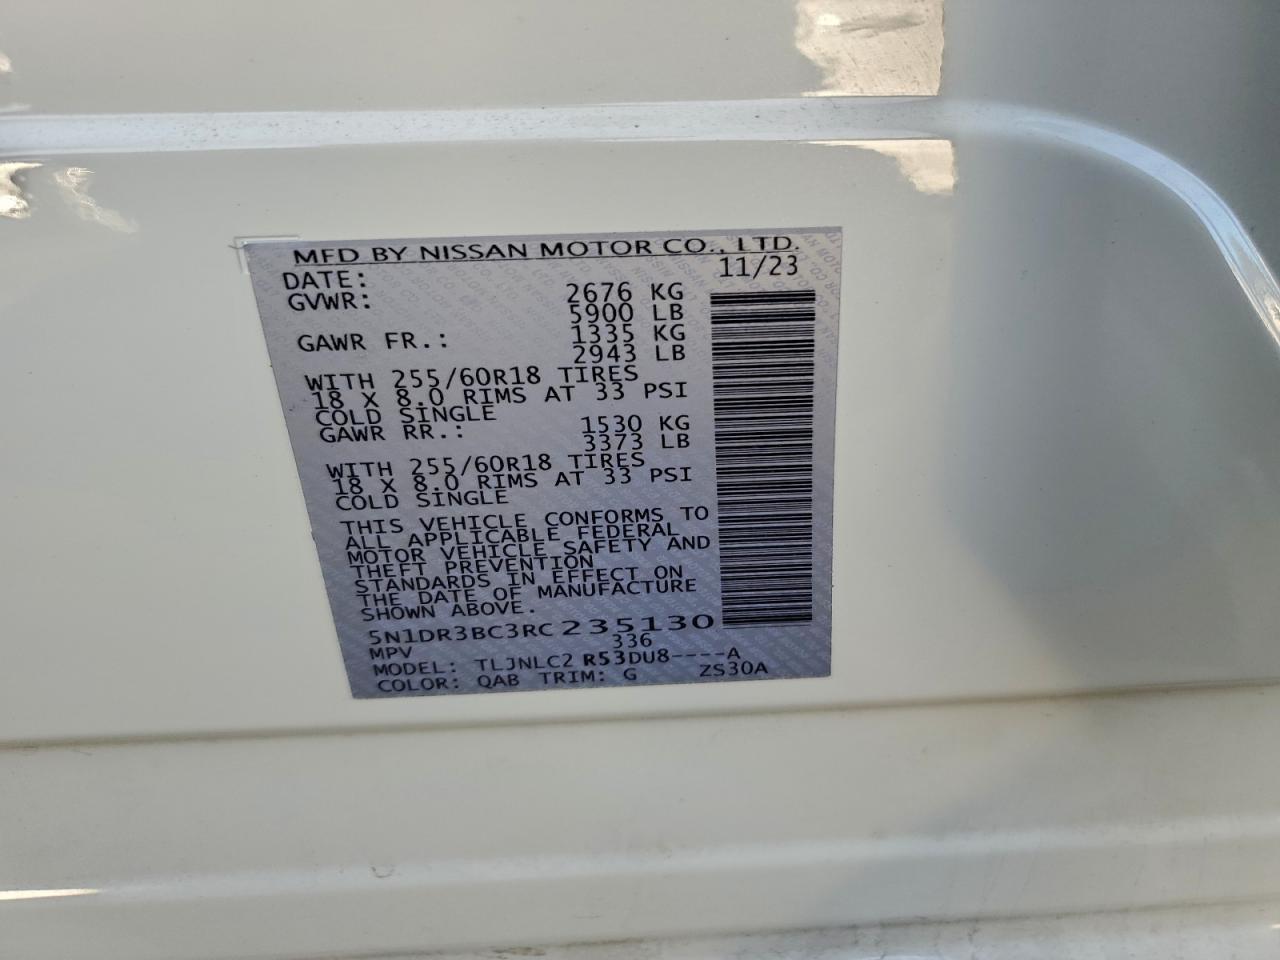 MFD BY NISSAN MOTOR CO., LTD.
DATE: 11/23
GVWR: 2676 KG
5900 LB
GAWR FR.: 1335 KG
2943 LB
WITH 255/60R18 TIRES
18 X 8.0 RIMS AT 33 PSI
COLD SINGLE
GAWR RR.: 1530 KG
3373 LB
WITH 255/60R18 TIRES
18 X 8.0 RIMS AT 33 PSI
COLD SINGLE
THIS VEHICLE CONFORMS TO
ALL APPLICABLE FEDERAL
MOTOR VEHICLE SAFETY AND
THEFT PREVENTION
STANDARDS IN EFFECT ON
THE DATE OF MANUFACTURE
SHOWN ABOVE.
5N1DR3BC3RC235130
MPV 336
MODEL: TLJNLC2 R53DU8----A
COLOR: QAB TRIM: G ZS30A